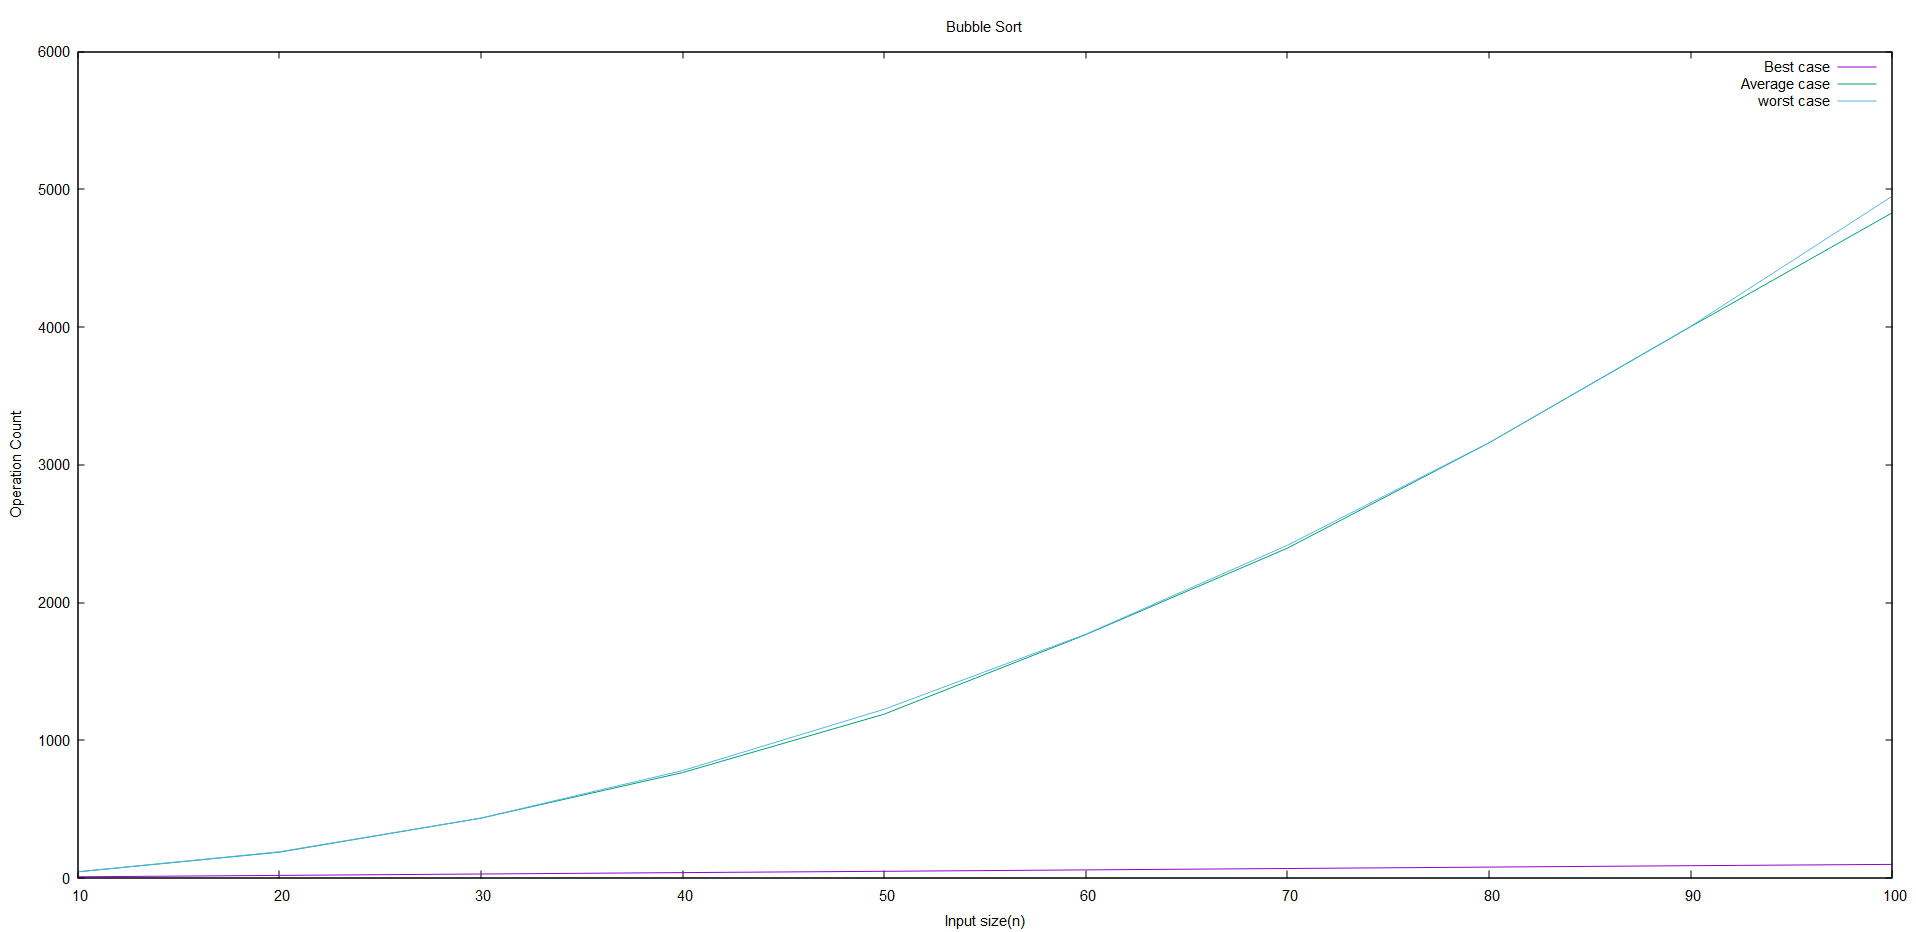 Bubble Sort
6000
5000
4000
3000
2000
1000
0
Operation Count
Best case
Average case
worst case
10 20 30 40 50 60 70 80 90 100
Input size(n)